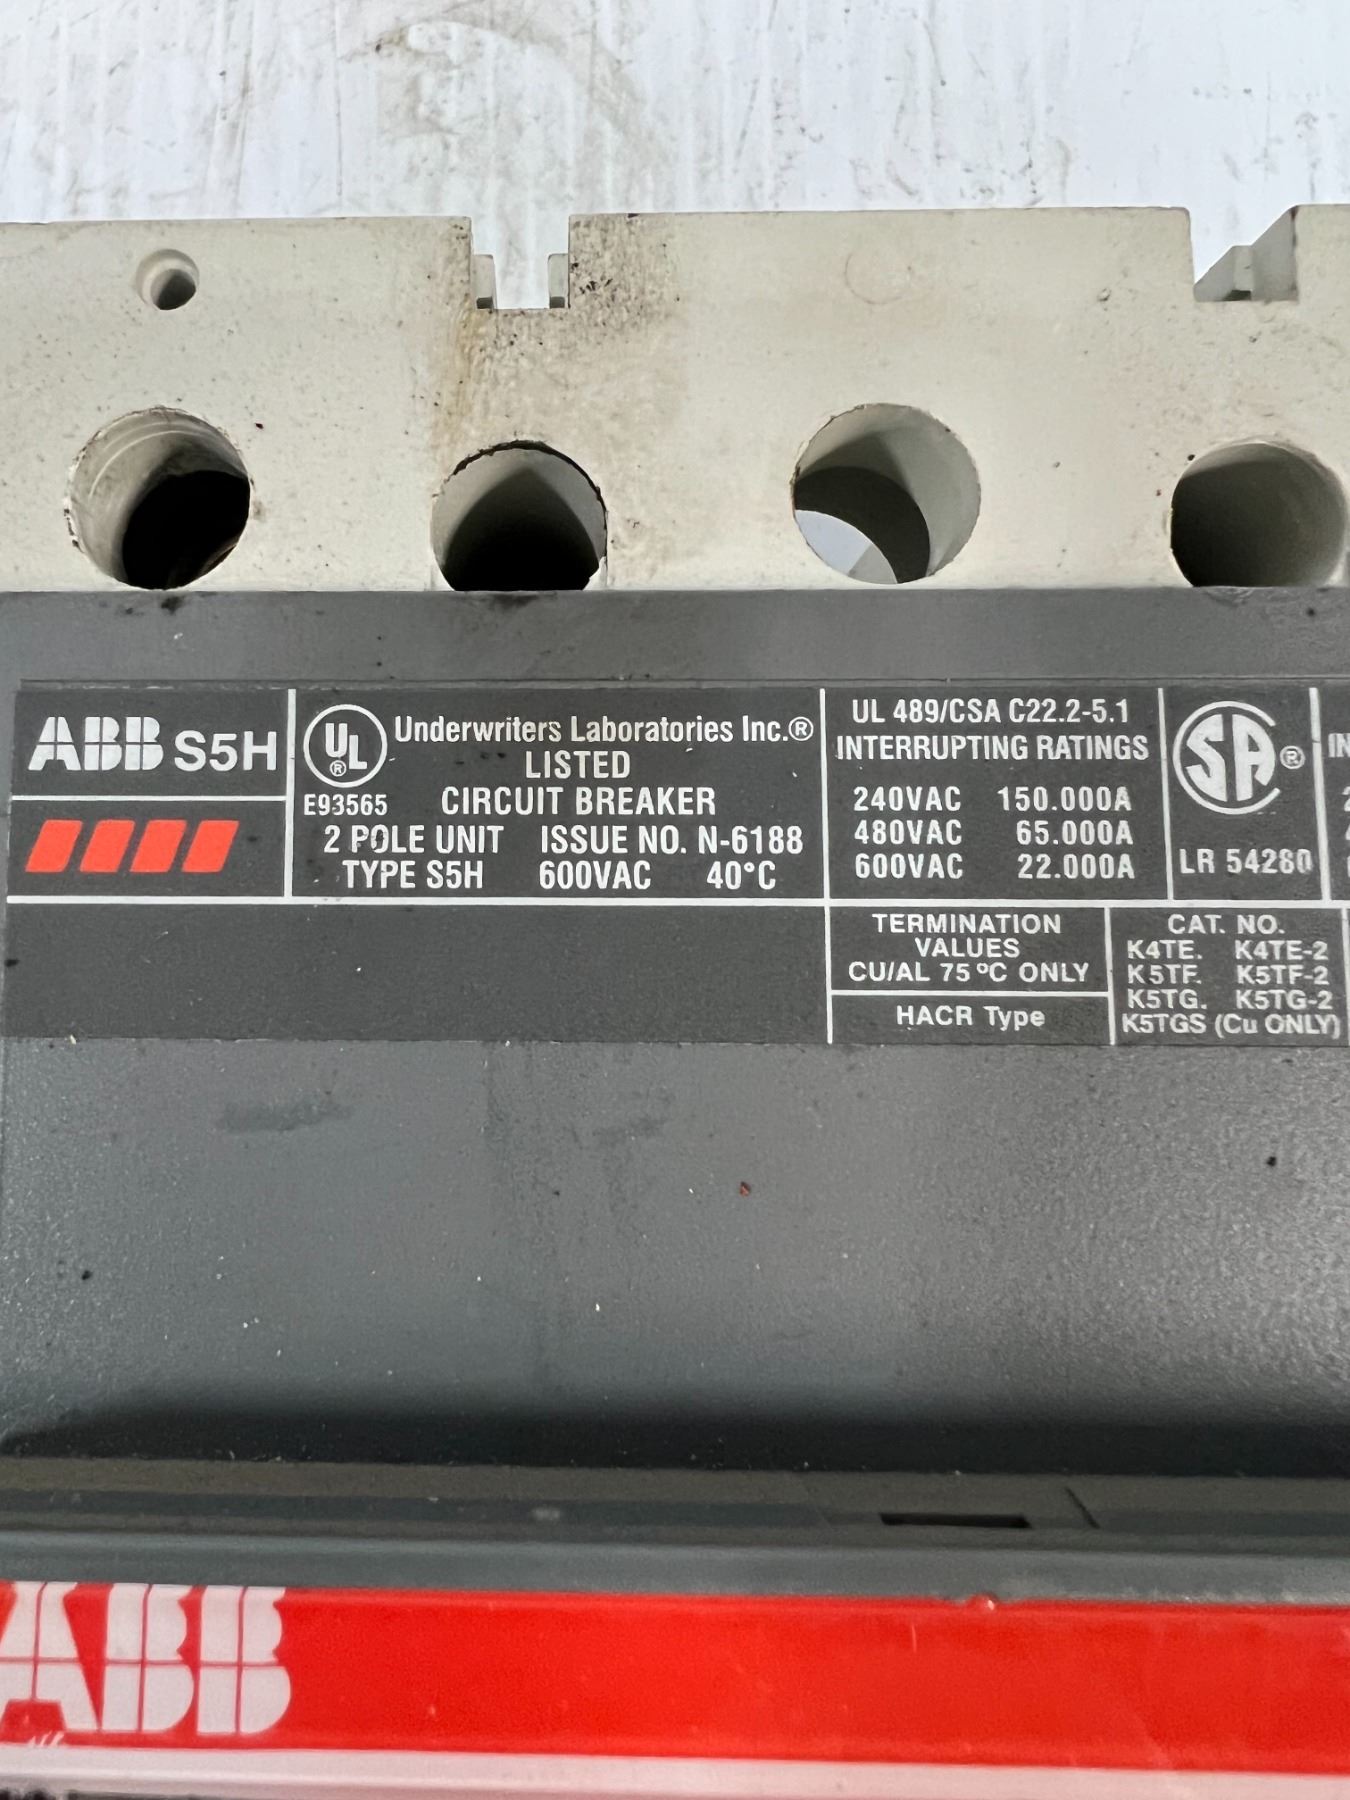 ABB S5H
UL
®
E93565
Underwriters Laboratories Inc.®
LISTED
CIRCUIT BREAKER
2 POLE UNIT ISSUE NO. N-6188
TYPE S5H 600VAC 40°C
UL 489/CSA C22.2-5.1
INTERRUPTING RATINGS
240VAC 150.000A
480VAC 65.000A
600VAC 22.000A
SA ®
LR 54280
IN
TERMINATION
VALUES
CU/AL 75°C ONLY
HACR Type
CAT. NO.
K4TE. K4TE-2
K5TF. K5TF-2
K5TG. K5TG-2
K5TGS (Cu ONLY)
ABB